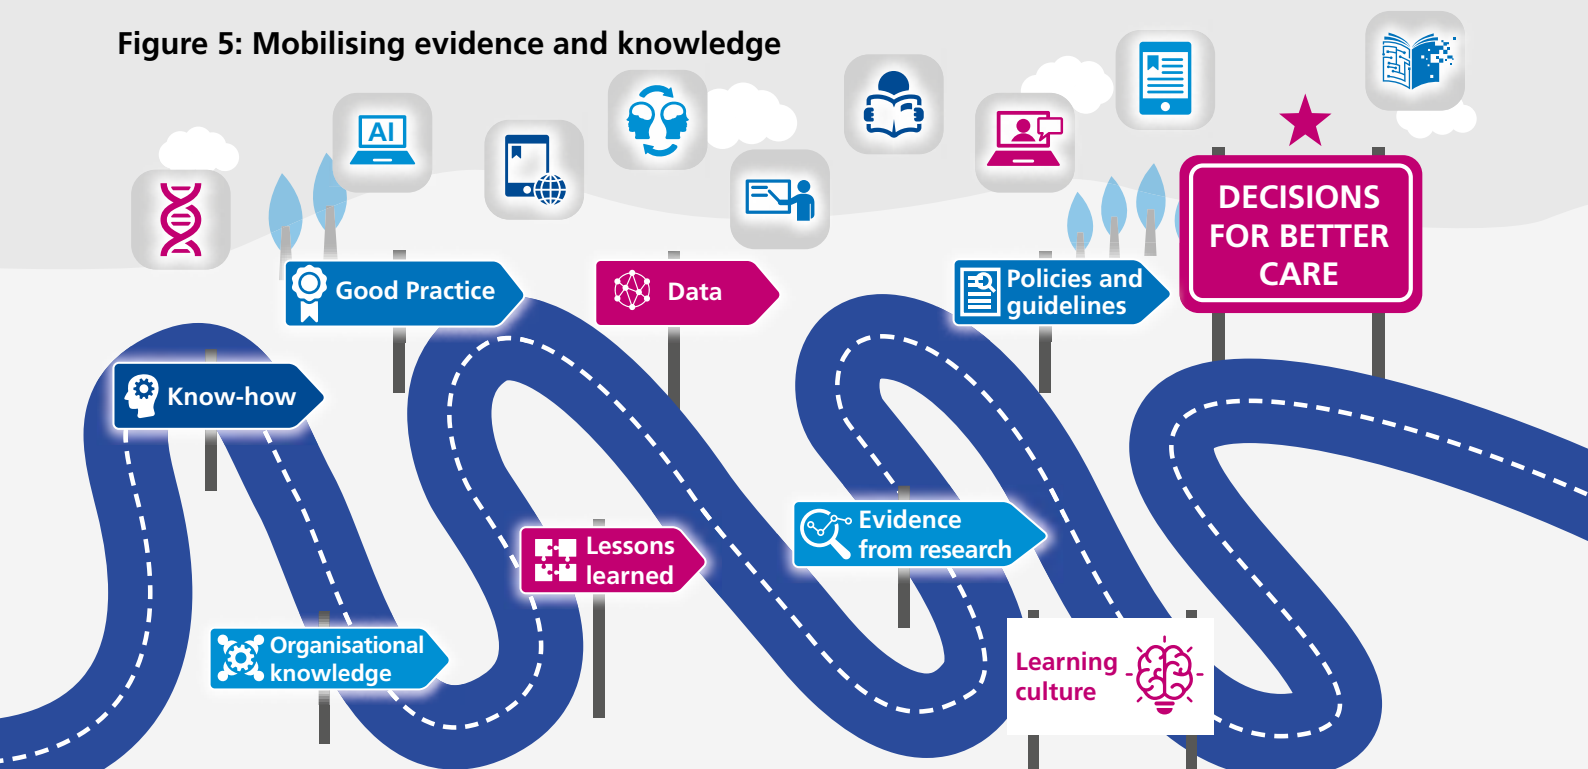 Figure 5: Mobilising evidence and knowledge
AI
DECISIONS
FOR BETTER
CARE
Good Practice
Data
Policies and
guidelines
Know-how
Evidence
from research
Lessons
learned
Organisational
knowledge
Learning
culture